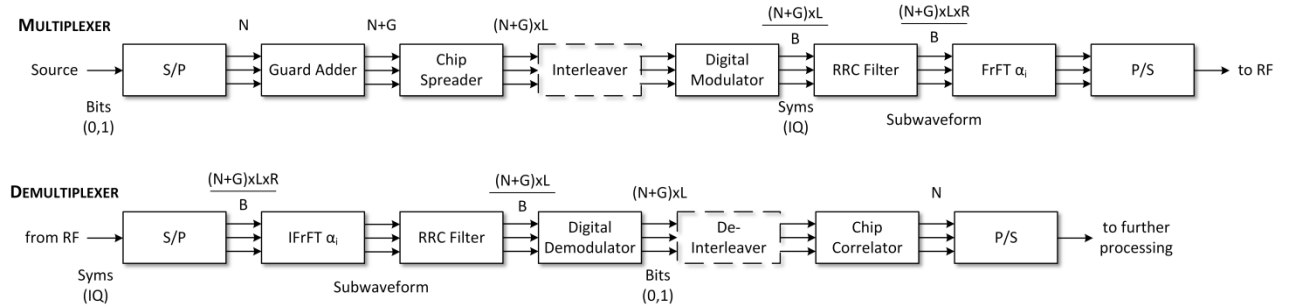 MULTIPLEXER
N
N+G
(N+G)xL
(N+G)xL
B
(N+G)xLxR
B
Source
S/P
Guard Adder
Chip
Spreader
Interleaver
Digital
Modulator
RRC Filter
FrFT αi
P/S
to RF
Bits
(0,1)
Syms
(IQ)
Subwaveform
DEMULTIPLEXER
(N+G)xLxR
B
(N+G)xL
B
(N+G)xL
N
from RF
S/P
IFrFT αi
RRC Filter
Digital
Demodulator
De-
Interleaver
Chip
Correlator
P/S
to further
processing
Syms
(IQ)
Subwaveform
Bits
(0,1)